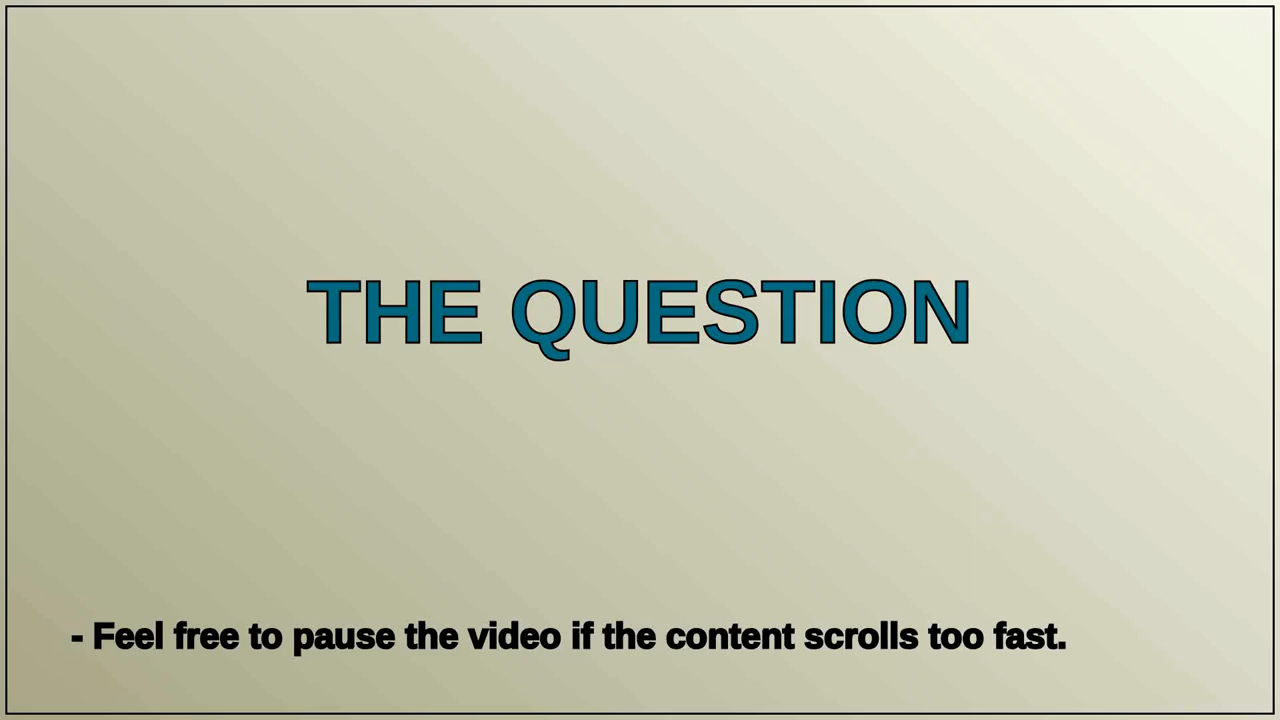 THE QUESTION
- Feel free to pause the video if the content scrolls too fast.